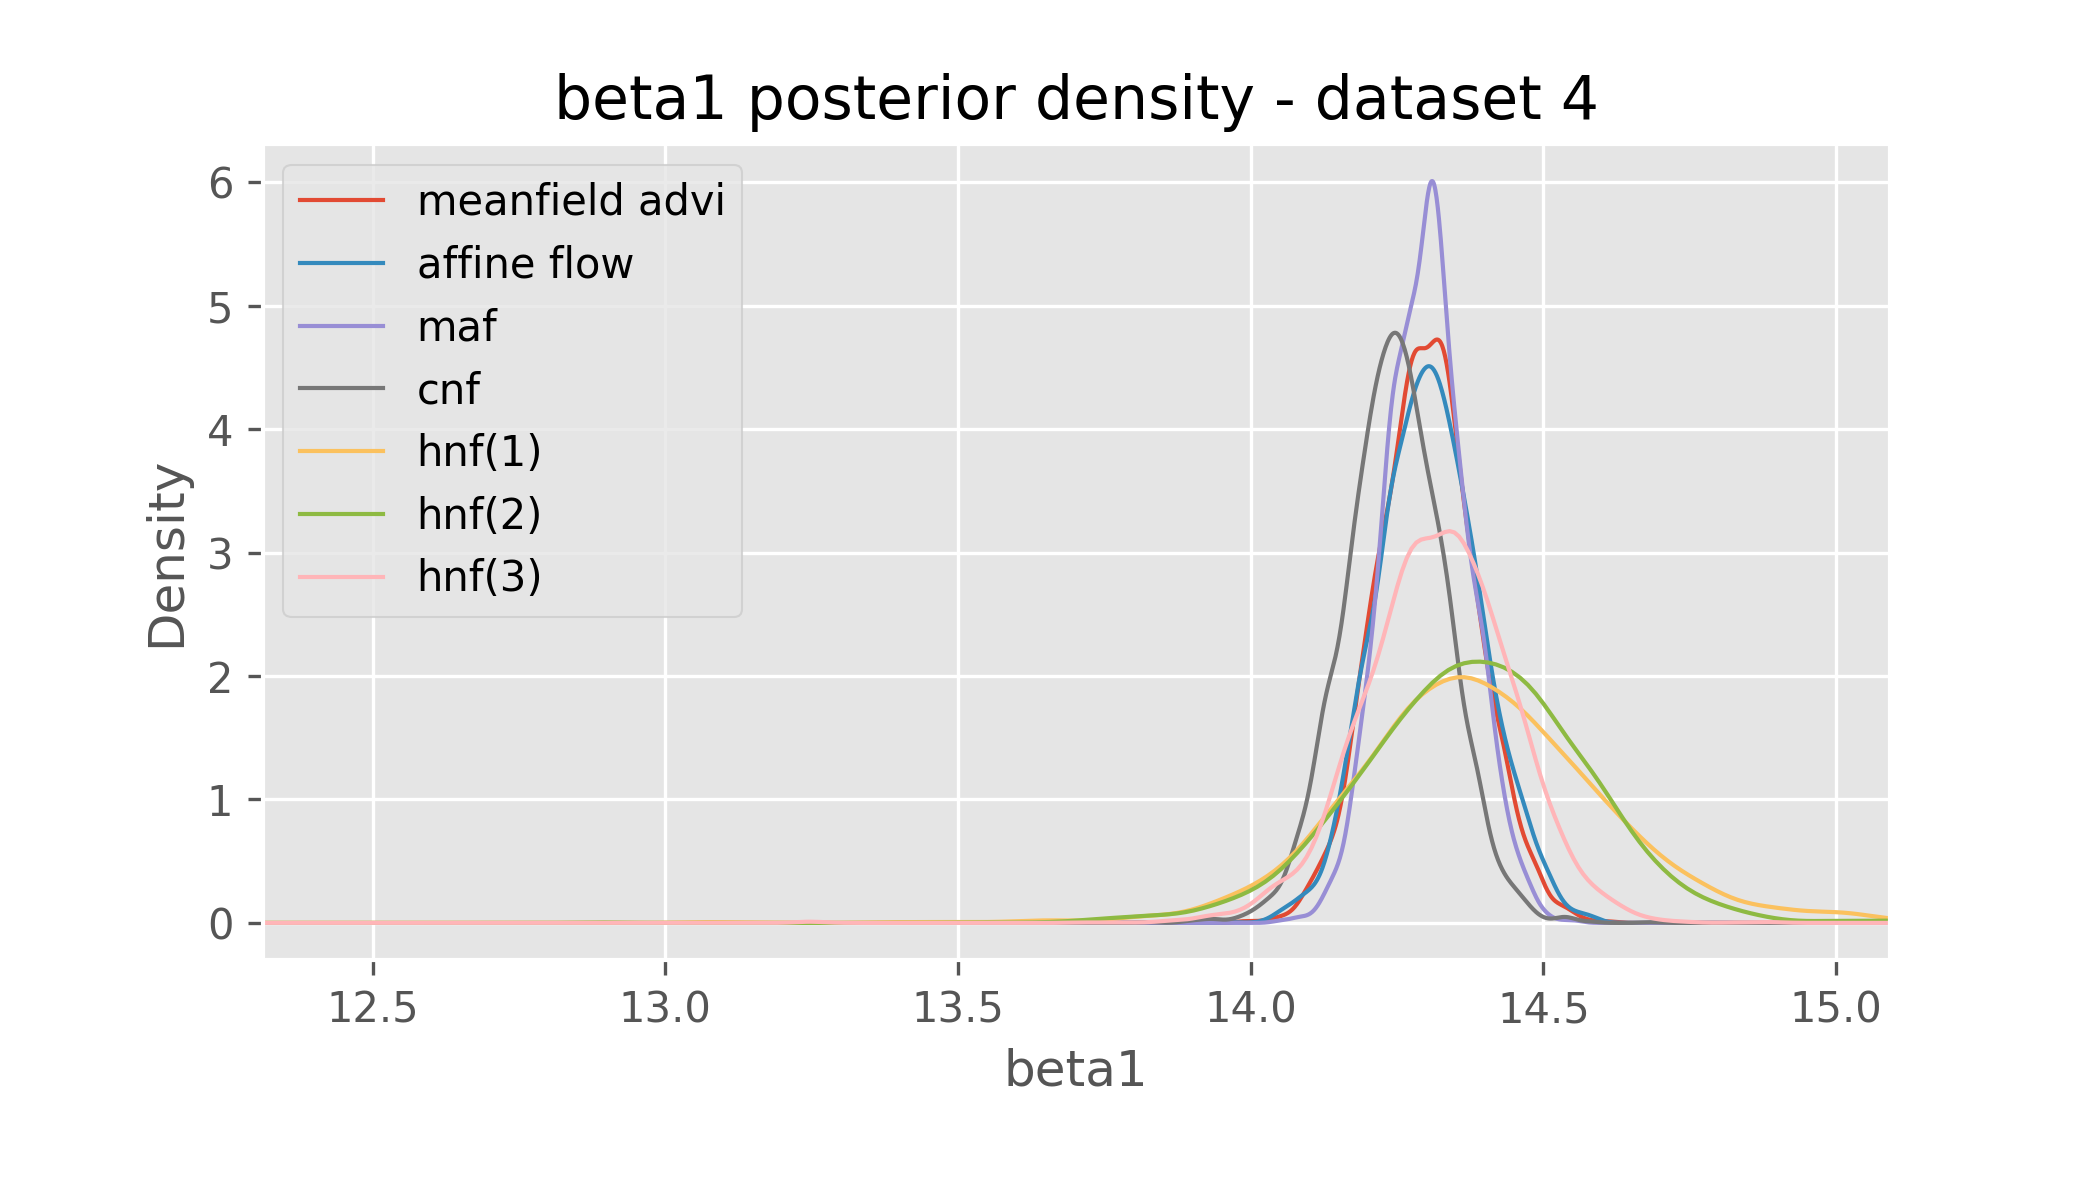 beta1 posterior density - dataset 4
meanfield advi
affine flow
maf
cnf
hnf(1)
hnf(2)
hnf(3)
Density
6
5
4
3
2
1
0
12.5 13.0 13.5 14.0 14.5 15.0
beta1